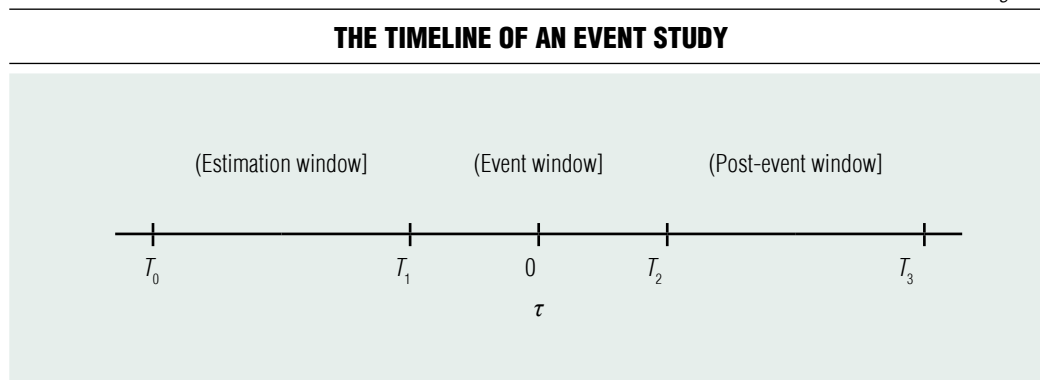 THE TIMELINE OF AN EVENT STUDY
(Estimation window] (Event window] (Post-event window]
T₀ T₁ 0 T₂ T₃
τ